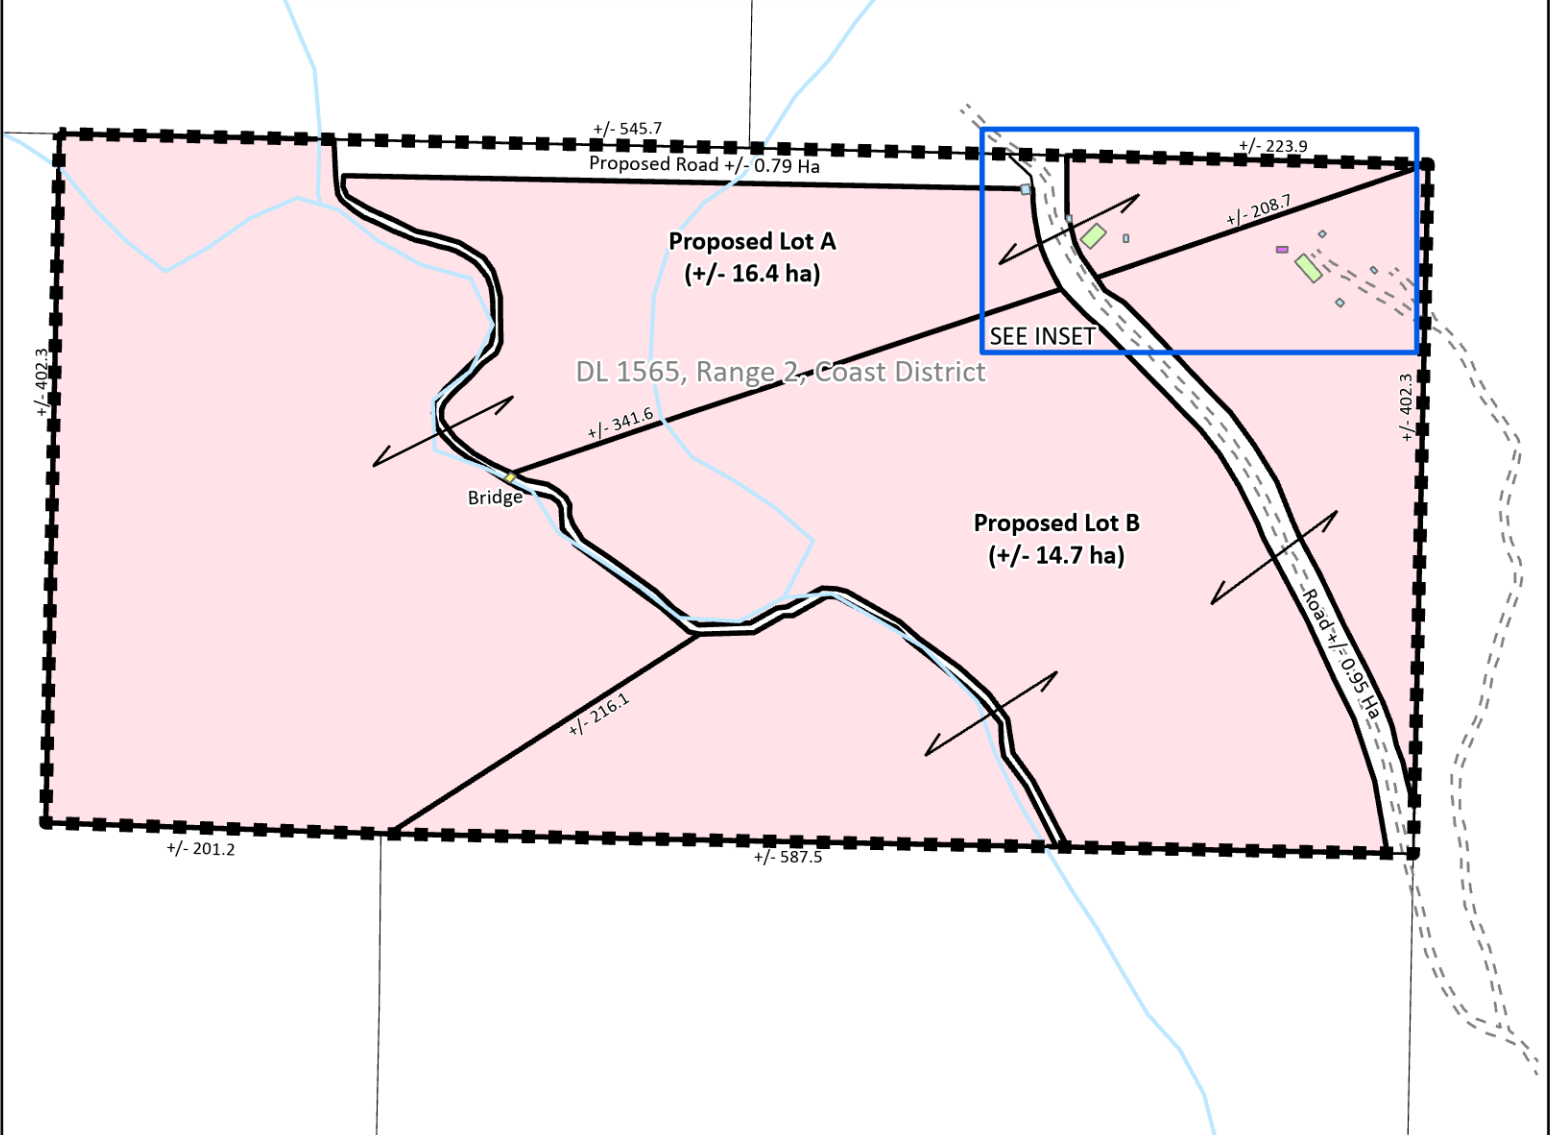 +/- 545.7
+/- 223.9
Proposed Road +/- 0.79 Ha
+/- 208.7
Proposed Lot A
(+/- 16.4 ha)
SEE INSET
+/- 402.3
DL 1565, Range 2, Coast District
+/- 402.3
+/- 341.6
Bridge
Proposed Lot B
(+/- 14.7 ha)
Road +/- 0.95 Ha
+/- 216.1
+/- 201.2
+/- 587.5